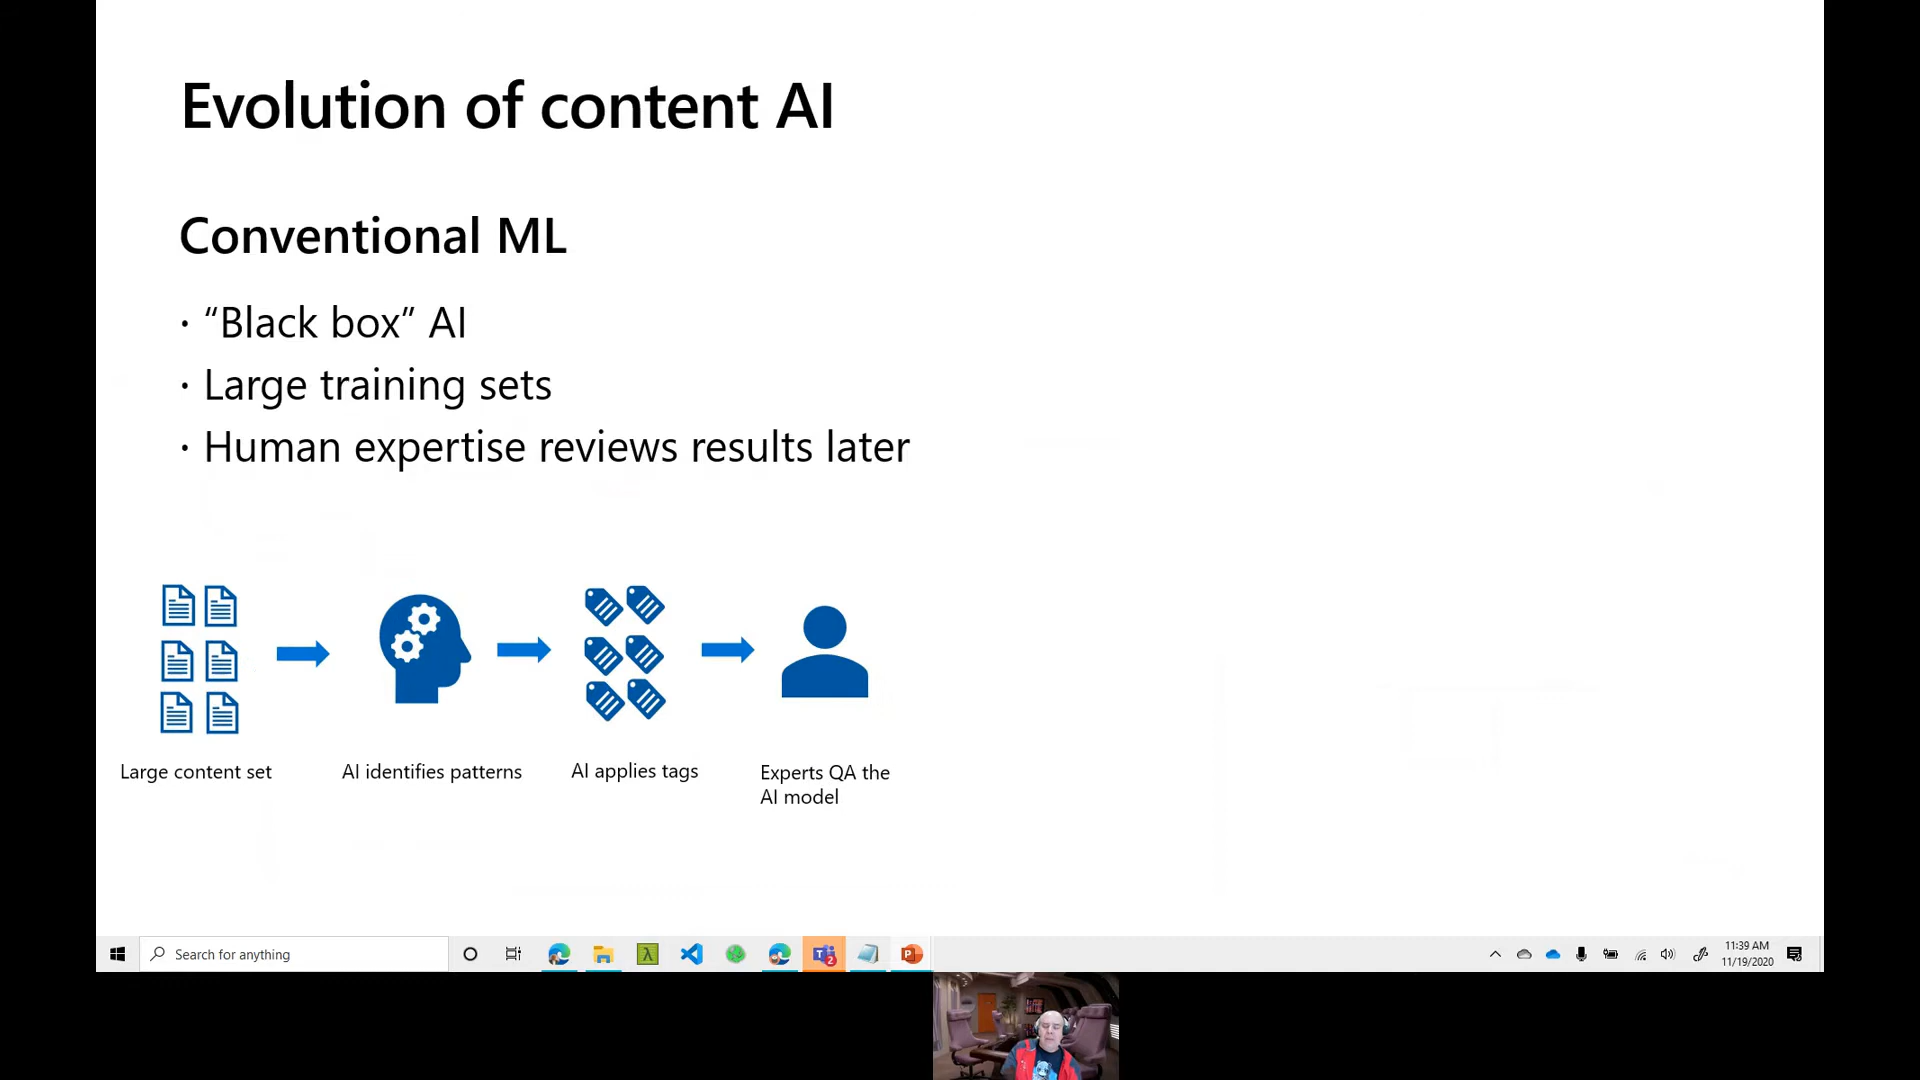 Evolution of content AI
Conventional ML
· “Black box” AI
· Large training sets
· Human expertise reviews results later
Large content set
AI identifies patterns
AI applies tags
Experts QA the
AI model
Search for anything
2
11:39 AM
11/19/2020